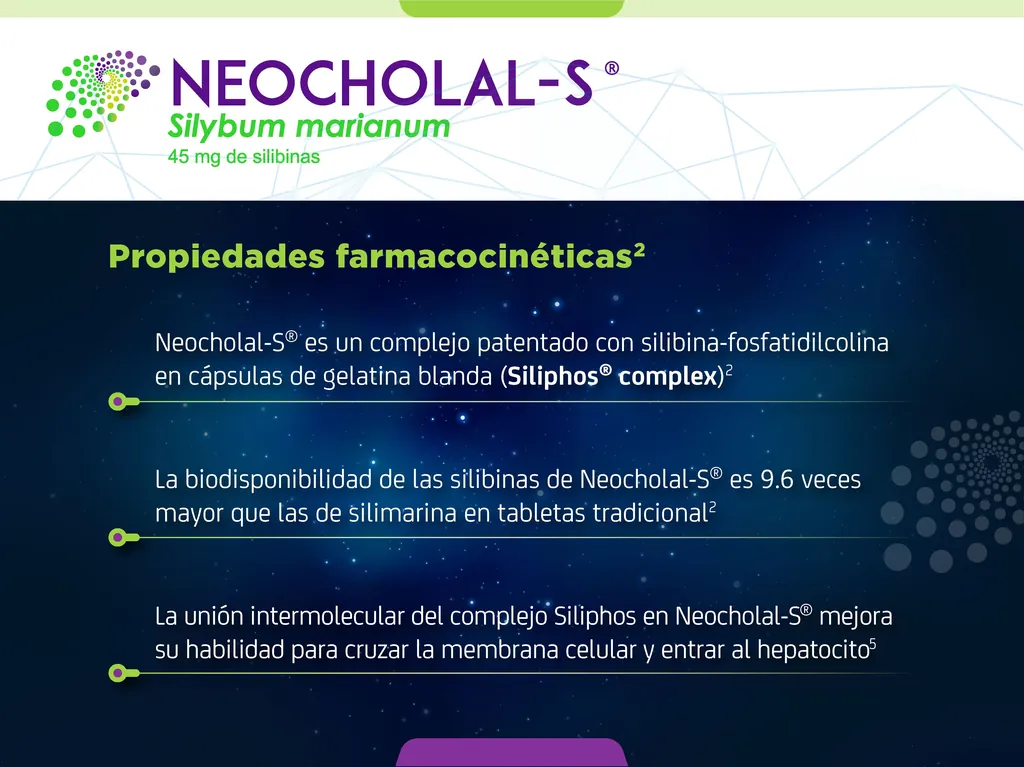 NEOCHOLAL-S ®
Silybum marianum
45 mg de silibinas
Propiedades farmacocinéticas²
Neocholal-S® es un complejo patentado con silibina-fosfatidilcolina
en cápsulas de gelatina blanda (Siliphos® complex)²
La biodisponibilidad de las silibinas de Neocholal-S® es 9.6 veces
mayor que las de silimarina en tabletas tradicional²
La unión intermolecular del complejo Siliphos en Neocholal-S® mejora
su habilidad para cruzar la membrana celular y entrar al hepatocito⁵